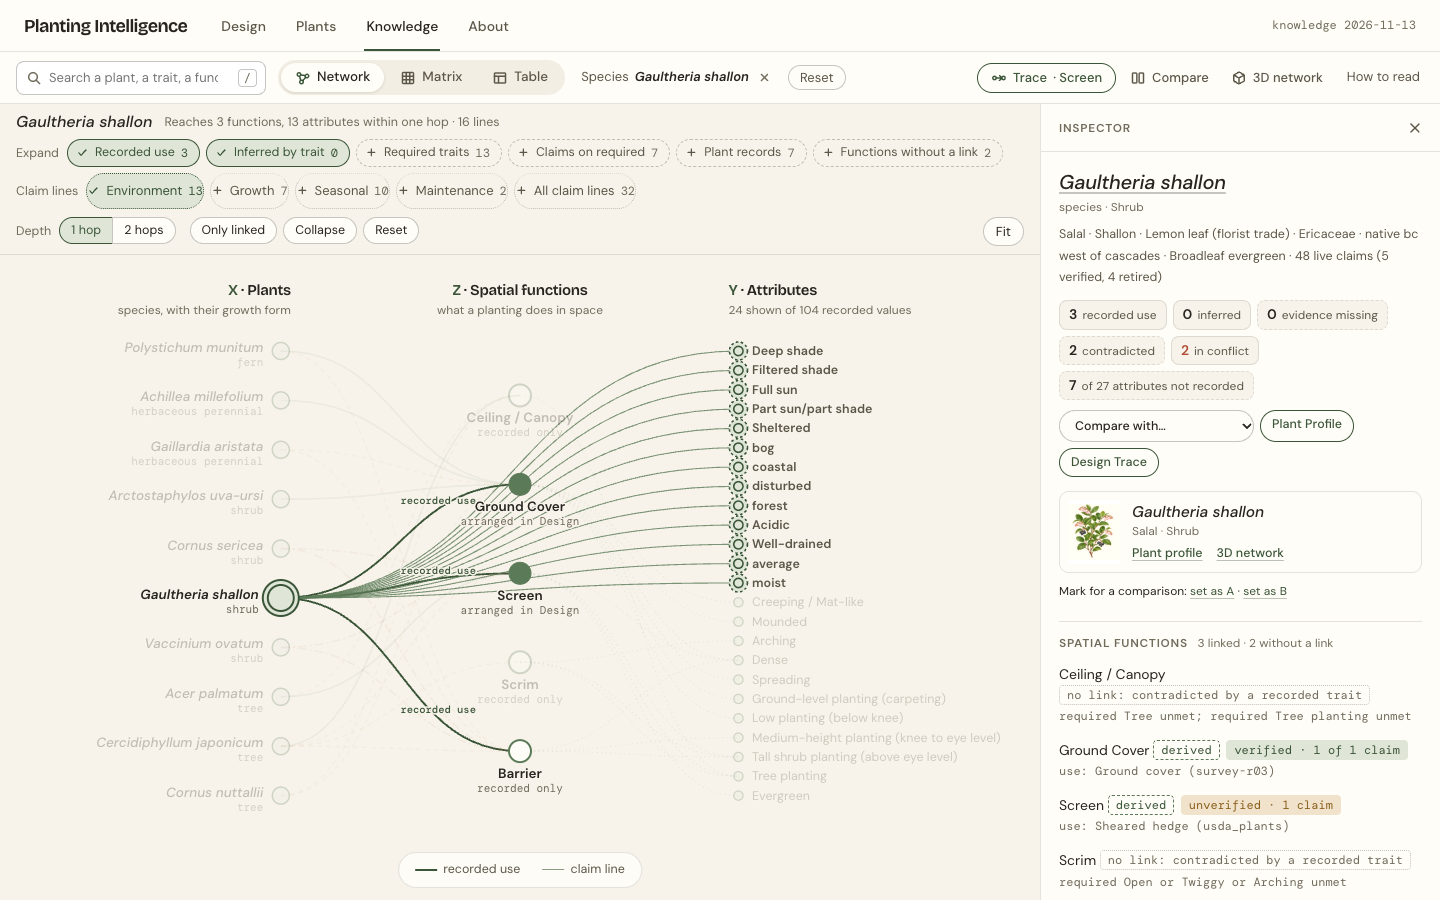 Planting Intelligence Design Plants Knowledge About knowledge 2026-11-13
Search a plant, a trait, a func / Network Matrix Table Species Gaultheria shallon × Reset Trace · Screen Compare 3D network How to read
Gaultheria shallon Reaches 3 functions, 13 attributes within one hop · 16 lines
Expand ✓ Recorded use 3 ✓ Inferred by trait 0 + Required traits 13 + Claims on required 7 + Plant records 7 + Functions without a link 2
Claim lines ✓ Environment 13 + Growth 7 + Seasonal 10 + Maintenance 2 + All claim lines 32
Depth 1 hop 2 hops Only linked Collapse Reset Fit
X · Plants
species, with their growth form
Z · Spatial functions
what a planting does in space
Y · Attributes
24 shown of 104 recorded values
Polystichum munitum
fern
Achillea millefolium
herbaceous perennial
Gaillardia aristata
herbaceous perennial
Arctostaphylos uva-ursi
shrub
Cornus sericea
shrub
Gaultheria shallon
shrub
Vaccinium ovatum
shrub
Acer palmatum
tree
Cercidiphyllum japonicum
tree
Cornus nuttallii
tree
Ceiling / Canopy
recorded only
recorded use
Ground Cover
arranged in Design
recorded use
Screen
arranged in Design
Scrim
recorded only
recorded use
Barrier
recorded only
Deep shade
Filtered shade
Full sun
Part sun/part shade
Sheltered
bog
coastal
disturbed
forest
Acidic
Well-drained
average
moist
Creeping / Mat-like
Mounded
Arching
Dense
Spreading
Ground-level planting (carpeting)
Low planting (below knee)
Medium-height planting (knee to eye level)
Tall shrub planting (above eye level)
Tree planting
Evergreen
recorded use claim line
INSPECTOR ×
Gaultheria shallon
species · Shrub
Salal · Shallon · Lemon leaf (florist trade) · Ericaceae · native bc
west of cascades · Broadleaf evergreen · 48 live claims (5
verified, 4 retired)
3 recorded use 0 inferred 0 evidence missing
2 contradicted 2 in conflict
7 of 27 attributes not recorded
Compare with... Plant Profile
Design Trace
Gaultheria shallon
Salal · Shrub
Plant profile 3D network
Mark for a comparison: set as A · set as B
SPATIAL FUNCTIONS 3 linked · 2 without a link
Ceiling / Canopy
no link: contradicted by a recorded trait
required Tree unmet; required Tree planting unmet
Ground Cover derived verified · 1 of 1 claim
use: Ground cover (survey-r03)
Screen derived unverified · 1 claim
use: Sheared hedge (usda_plants)
Scrim no link: contradicted by a recorded trait
required Open or Twiggy or Arching unmet